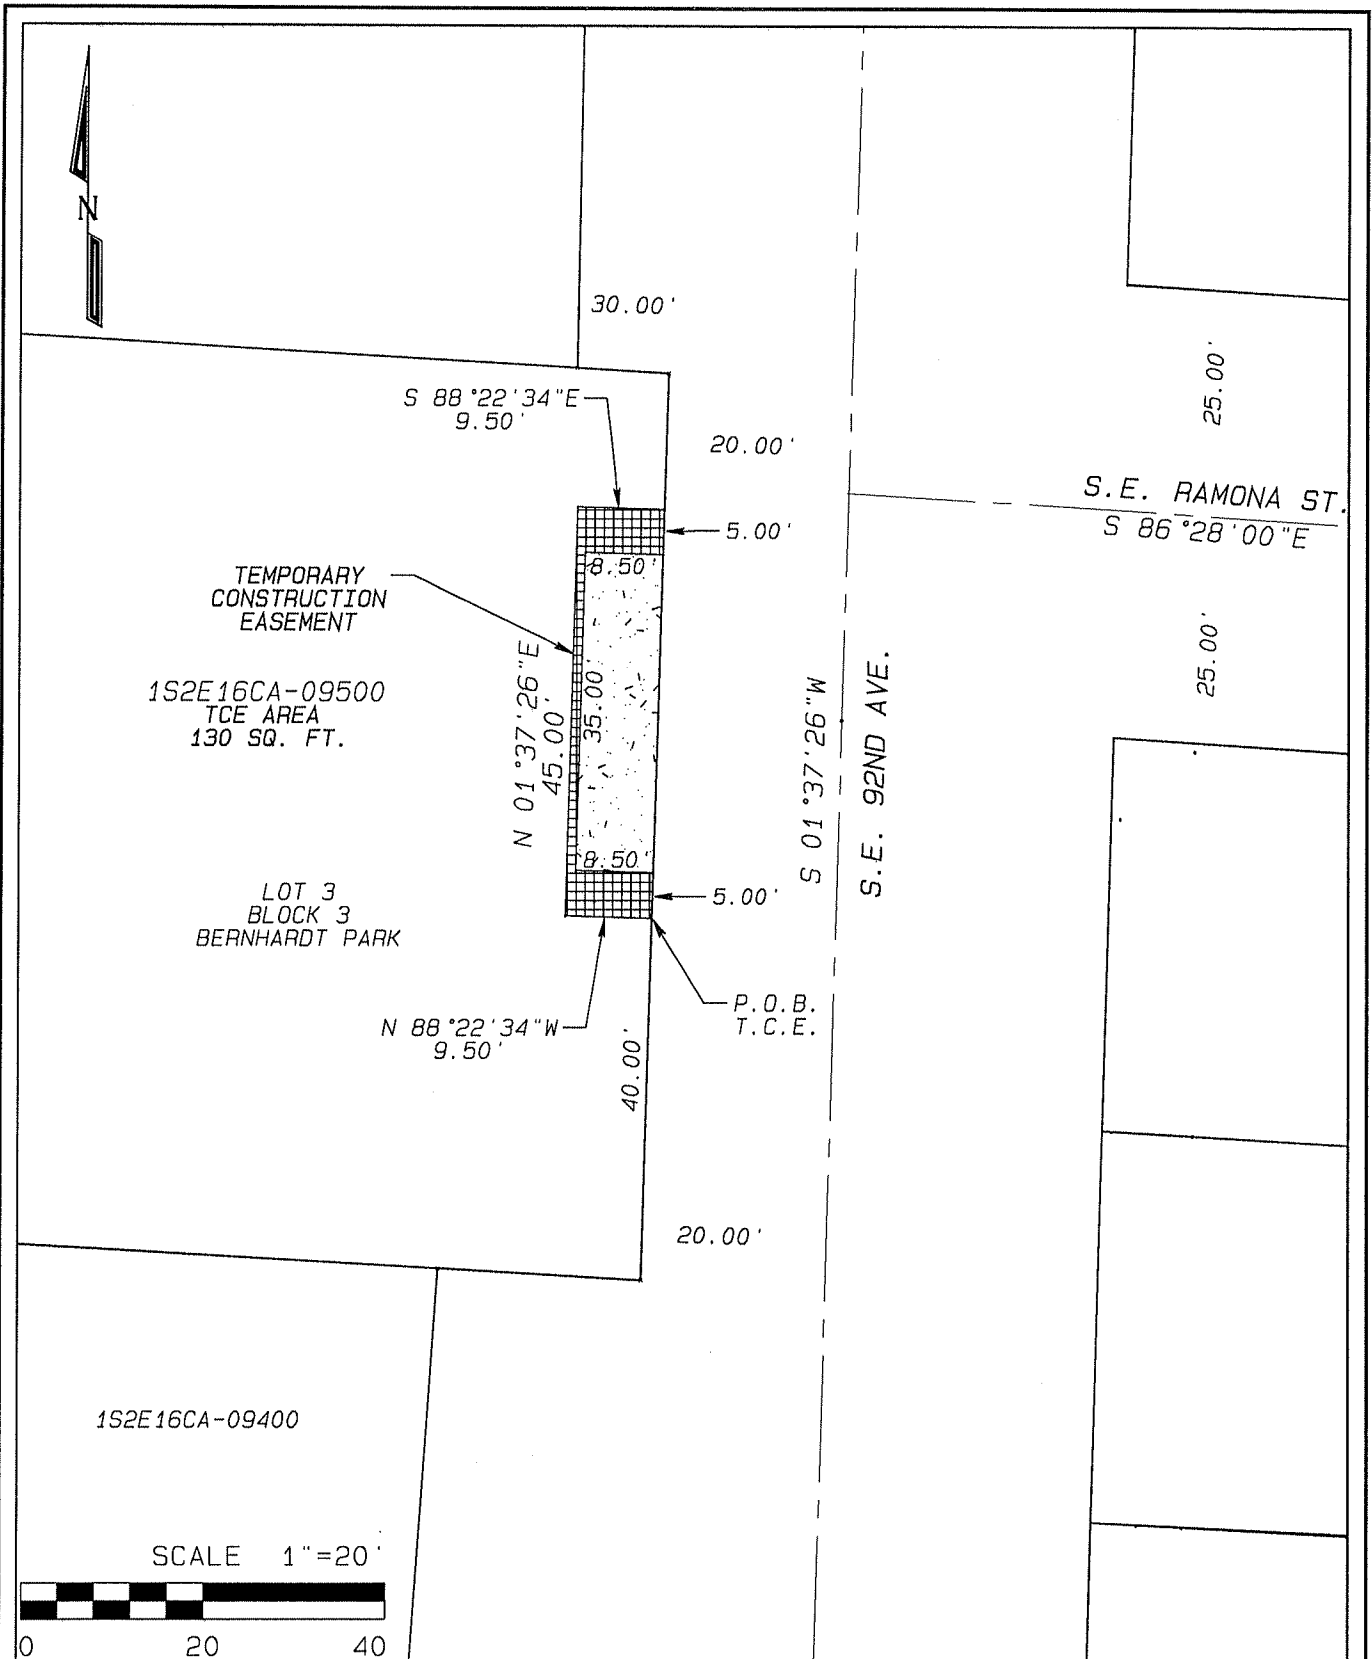 N
30.00'
S 88°22'34"E
9.50'
20.00'
25.00'
S.E. RAMONA ST.
S 86°28'00"E
5.00'
8.50'
TEMPORARY
CONSTRUCTION
EASEMENT
1S2E16CA-09500
TCE AREA
130 SQ. FT.
N 01°37'26"E
45.00'
35.00'
S 01°37'26"W
S.E. 92ND AVE.
25.00'
8.50'
5.00'
LOT 3
BLOCK 3
BERNHARDT PARK
P.O.B.
T.C.E.
N 88°22'34"W
9.50'
40.00'
20.00'
1S2E16CA-09400
SCALE 1"=20'
0 20 40